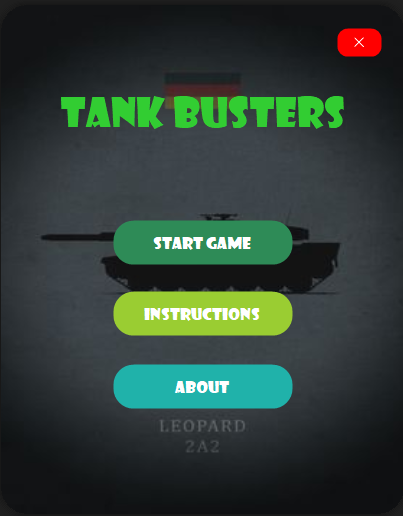 ×
TANK BUSTERS
START GAME
INSTRUCTIONS
ABOUT
LEOPARD
2A2